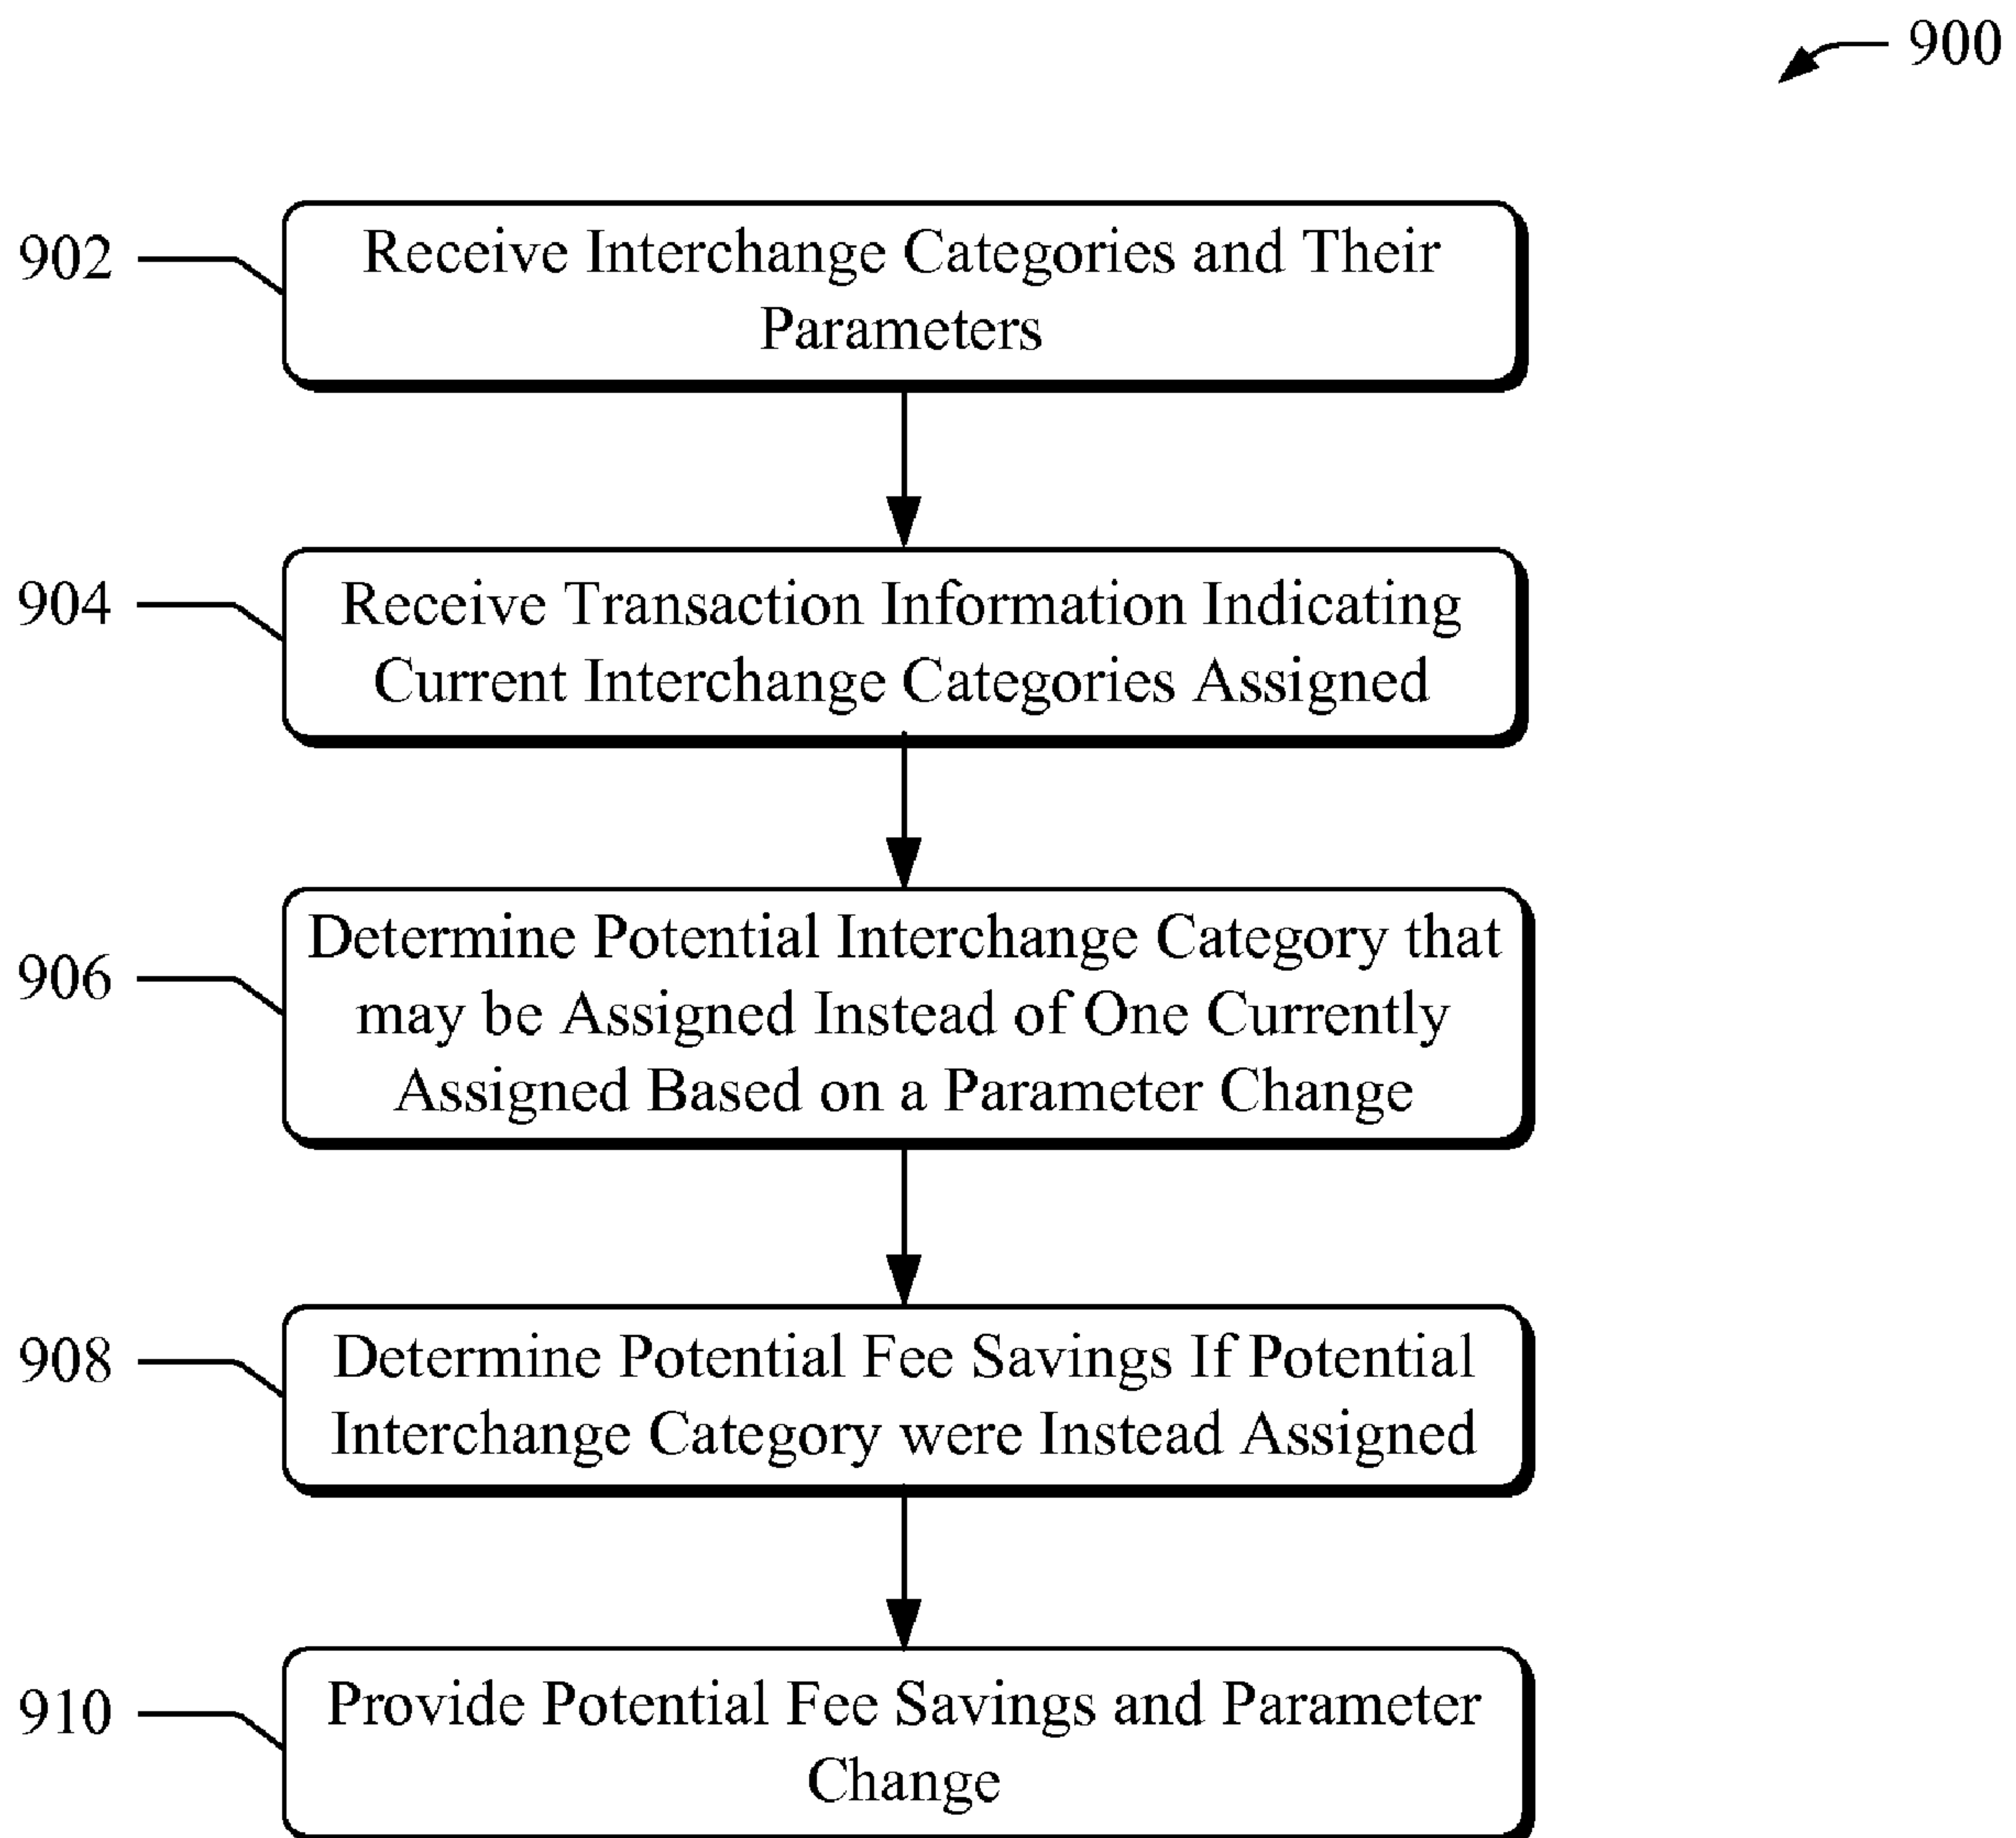 900
902
Receive Interchange Categories and Their
Parameters
904
Receive Transaction Information Indicating
Current Interchange Categories Assigned
906
Determine Potential Interchange Category that
may be Assigned Instead of One Currently
Assigned Based on a Parameter Change
908
Determine Potential Fee Savings If Potential
Interchange Category were Instead Assigned
910
Provide Potential Fee Savings and Parameter
Change